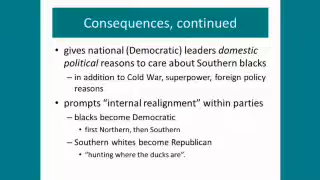 Consequences, continued
• gives national (Democratic) leaders domestic
political reasons to care about Southern blacks
– in addition to Cold War, superpower, foreign policy
reasons
• prompts “internal realignment” within parties
– blacks become Democratic
• first Northern, then Southern
– Southern whites become Republican
• “hunting where the ducks are”.